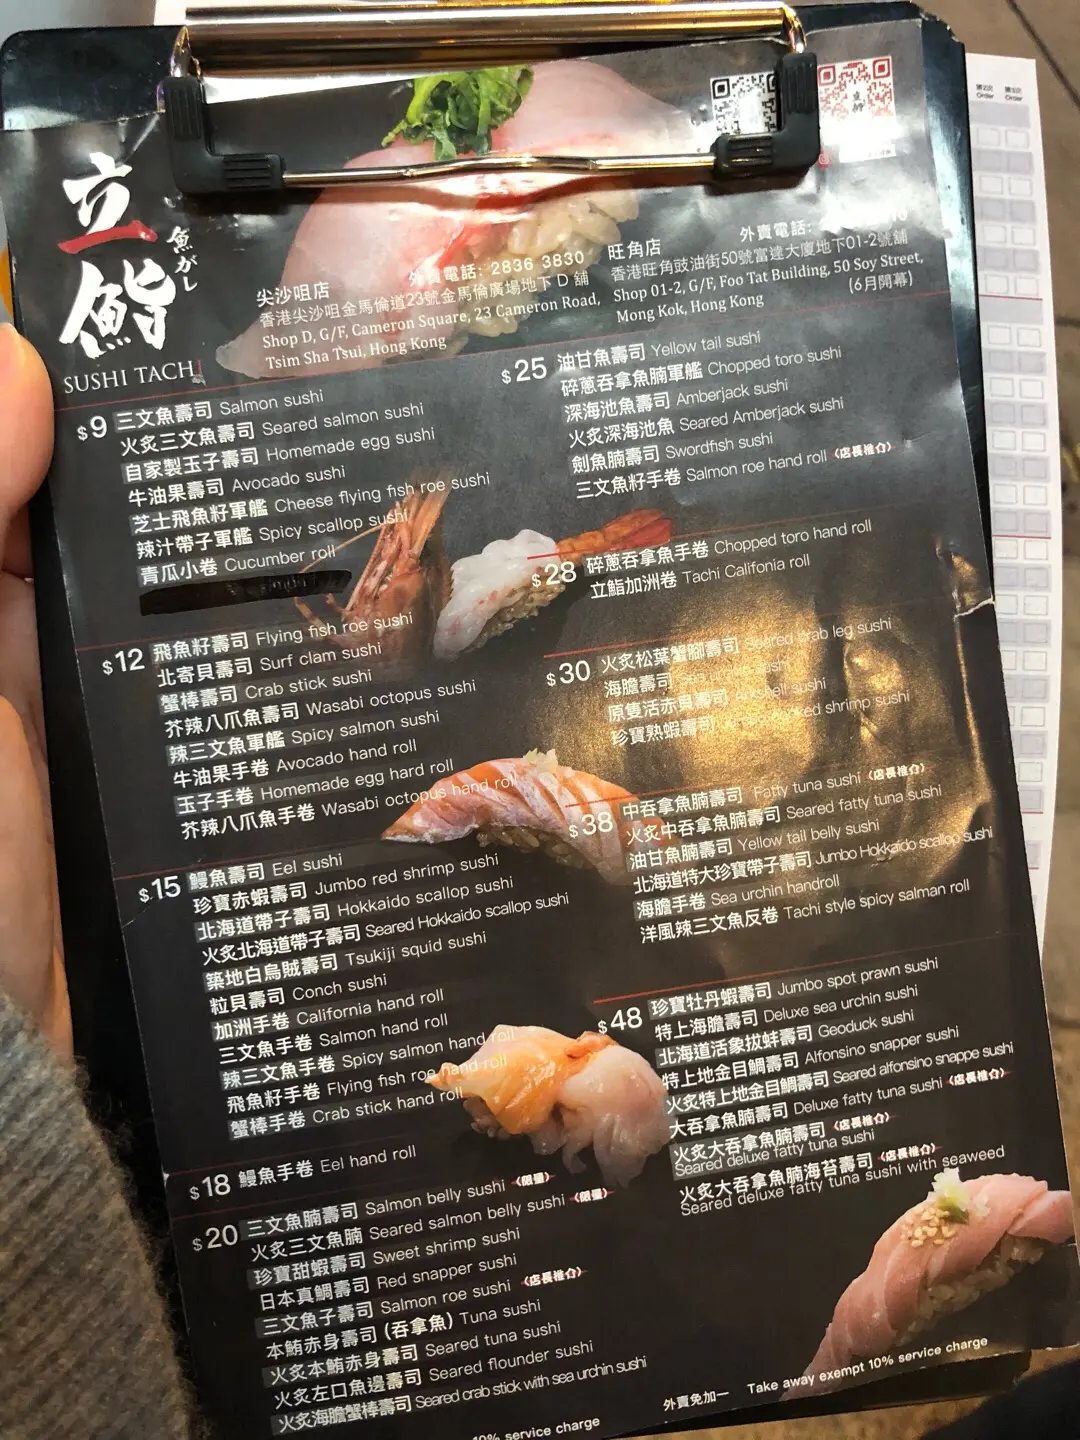 立
鮨
魚がし
SUSHI TACHI
尖沙咀店
外賣電話: 2836 3830
香港尖沙咀金馬倫道23號金馬倫廣場地下 D 舖
Shop D, G/F, Cameron Square, 23 Cameron Road,
Tsim Sha Tsui, Hong Kong
旺角店
外賣電話:
香港旺角豉油街50號富達大廈地下01-2號舖
Shop 01-2, G/F, Foo Tat Building, 50 Soy Street,
Mong Kok, Hong Kong
(6月開幕)
$9 三文魚壽司 Salmon sushi
火炙三文魚壽司 Seared salmon sushi
自家製玉子壽司 Homemade egg sushi
牛油果壽司 Avocado sushi
芝士飛魚籽軍艦 Cheese flying fish roe sushi
辣汁帶子軍艦 Spicy scallop sushi
青瓜小卷 Cucumber roll
$12 飛魚籽壽司 Flying fish roe sushi
北寄貝壽司 Surf clam sushi
蟹棒壽司 Crab stick sushi
芥辣八爪魚壽司 Wasabi octopus sushi
辣三文魚軍艦 Spicy salmon sushi
牛油果手卷 Avocado hand roll
玉子手卷 Homemade egg hard roll
芥辣八爪魚手卷 Wasabi octopus hand roll
$15 鰻魚壽司 Eel sushi
珍寶赤蝦壽司 Jumbo red shrimp sushi
北海道帶子壽司 Hokkaido scallop sushi
火炙北海道帶子壽司 Seared Hokkaido scallop sushi
築地白烏賊壽司 Tsukiji squid sushi
粒貝壽司 Conch sushi
加洲手卷 California hand roll
三文魚手卷 Salmon hand roll
辣三文魚手卷 Spicy salmon hand roll
飛魚籽手卷 Flying fish roe hand roll
蟹棒手卷 Crab stick hand roll
$18 鰻魚手卷 Eel hand roll
$20 三文魚腩壽司 Salmon belly sushi 〈限量〉
火炙三文魚腩 Seared salmon belly sushi 〈限量〉
珍寶甜蝦壽司 Sweet shrimp sushi
日本真鯛壽司 Red snapper sushi
三文魚子壽司 Salmon roe sushi 〈店長推介〉
本鮪赤身壽司 (吞拿魚) Tuna sushi
火炙本鮪赤身壽司 Seared tuna sushi
火炙左口魚邊壽司 Seared flounder sushi
火炙海膽蟹棒壽司 Seared crab stick with sea urchin sushi
10% service charge
$25 油甘魚壽司 Yellow tail sushi
碎蔥吞拿魚腩軍艦 Chopped toro sushi
深海池魚壽司 Amberjack sushi
火炙深海池魚 Seared Amberjack sushi
劍魚腩壽司 Swordfish sushi
三文魚籽手卷 Salmon roe hand roll 〈店長推介〉
$28 碎蔥吞拿魚手卷 Chopped toro hand roll
立鮨加洲卷 Tachi Califonia roll
$30 火炙松葉蟹腳壽司 Seared crab leg sushi
海膽壽司 Sea urchin sushi
原隻活赤貝壽司 sushi
珍寶熟蝦壽司 cooked shrimp sushi
$38 中吞拿魚腩壽司 Fatty tuna sushi 〈店長推介〉
火炙中吞拿魚腩壽司 Seared fatty tuna sushi
油甘魚腩壽司 Yellow tail belly sushi
北海道特大珍寶帶子壽司 Jumbo Hokkaido scallop sushi
海膽手卷 Sea urchin handroll
洋風辣三文魚反卷 Tachi style spicy salman roll
$48 珍寶牡丹蝦壽司 Jumbo spot prawn sushi
特上海膽壽司 Deluxe sea urchin sushi
北海道活象拔蚌壽司 Geoduck sushi
特上地金目鯛壽司 Alfonsino snapper sushi
火炙特上地金目鯛壽司 Seared alfonsino snappe sushi
大吞拿魚腩壽司 Deluxe fatty tuna sushi 〈店長推介〉
火炙大吞拿魚腩壽司 〈店長推介〉
Seared deluxe fatty tuna sushi
火炙大吞拿魚腩海苔壽司 〈店長推介〉
Seared deluxe fatty tuna sushi with seaweed
外賣免加一 Take away exempt 10% service charge
第2次 第3次
Order Order